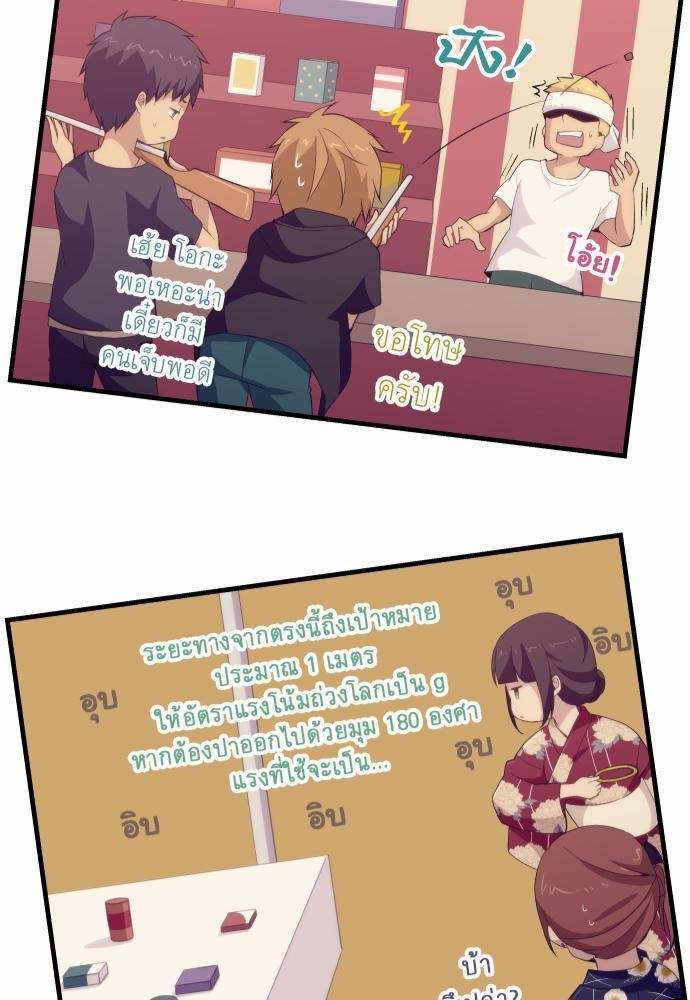 ปัง!
โอ้ย!
เฮ้ย โอกะ
พอเหอะน่า
เดี๋ยวก็มี
คนเจ็บพอดี
ขอโทษ
ครับ!
อุบ
อิบ
ระยะทางจากตรงนี้ถึงเป้าหมาย
ประมาณ 1 เมตร
ให้อัตราแรงโน้มถ่วงโลกเป็น g
หากต้องปาออกไปด้วยมุม 180 องศา
แรงที่ใช้จะเป็น...
อุบ
อุบ
อิบ
อิบ
บ้า